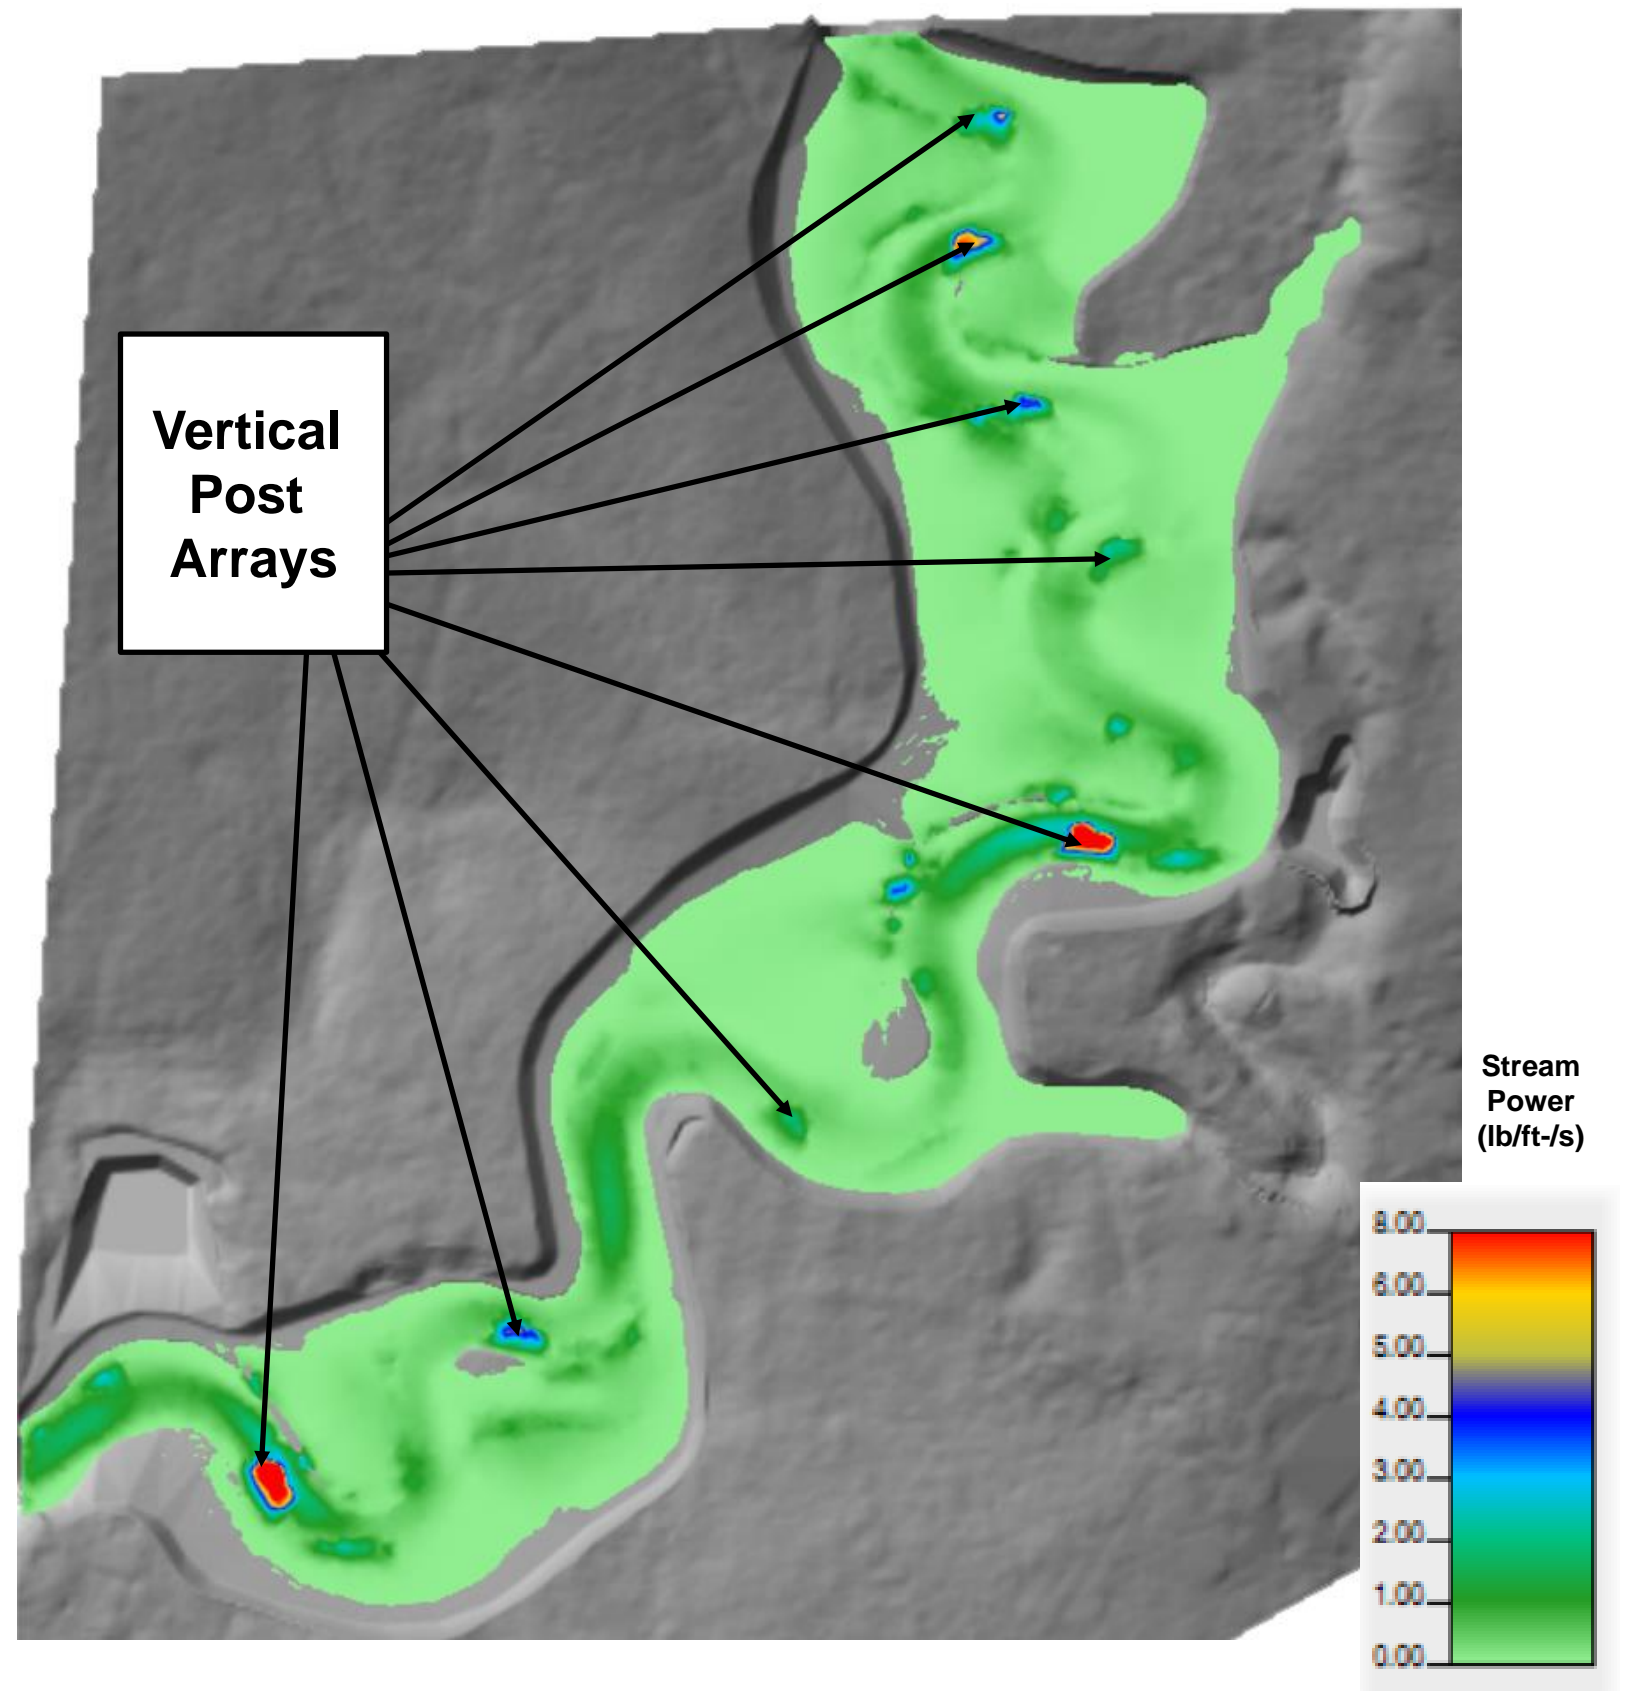 Vertical
Post
Arrays
Stream
Power
(lb/ft-/s)
8.00
6.00
5.00
4.00
3.00
2.00
1.00
0.00